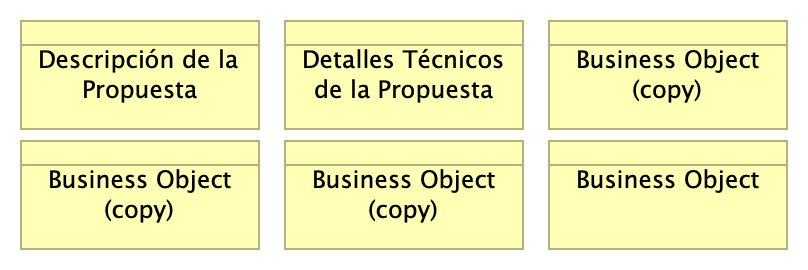 Descripción de la
Propuesta
Detalles Técnicos
de la Propuesta
Business Object
(copy)
Business Object
(copy)
Business Object
(copy)
Business Object